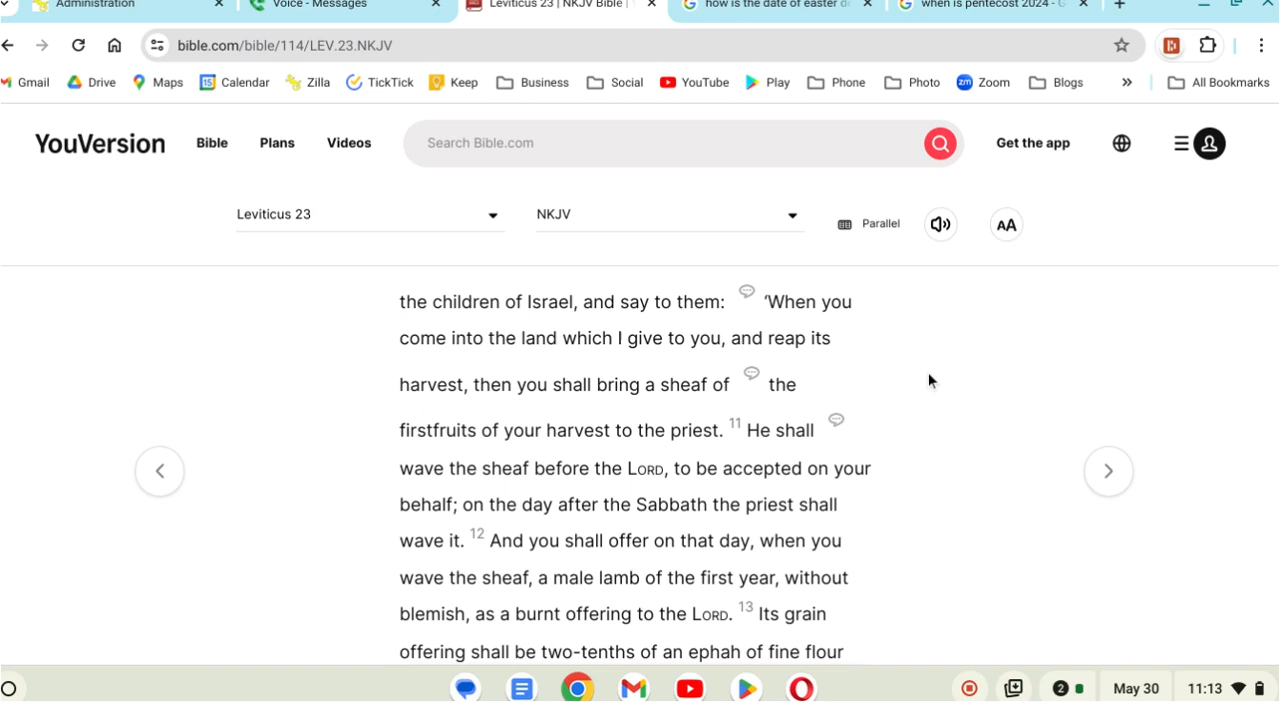 Administration
Voice - Messages
Leviticus 23 | NKJV Bible |
how is the date of easter d
when is pentecost 2024 - G
bible.com/bible/114/LEV.23.NKJV
Gmail
Drive
Maps
Calendar
Zilla
TickTick
Keep
Business
Social
YouTube
Play
Phone
Photo
Zoom
Blogs
»
All Bookmarks
YouVersion
Bible
Plans
Videos
Search Bible.com
Get the app
Leviticus 23
NKJV
Parallel
AA
the children of Israel, and say to them: ‘When you
come into the land which I give to you, and reap its
harvest, then you shall bring a sheaf of the
firstfruits of your harvest to the priest. 11 He shall
wave the sheaf before the LORD, to be accepted on your
behalf; on the day after the Sabbath the priest shall
wave it. 12 And you shall offer on that day, when you
wave the sheaf, a male lamb of the first year, without
blemish, as a burnt offering to the LORD. 13 Its grain
offering shall be two-tenths of an ephah of fine flour
2
May 30
11:13